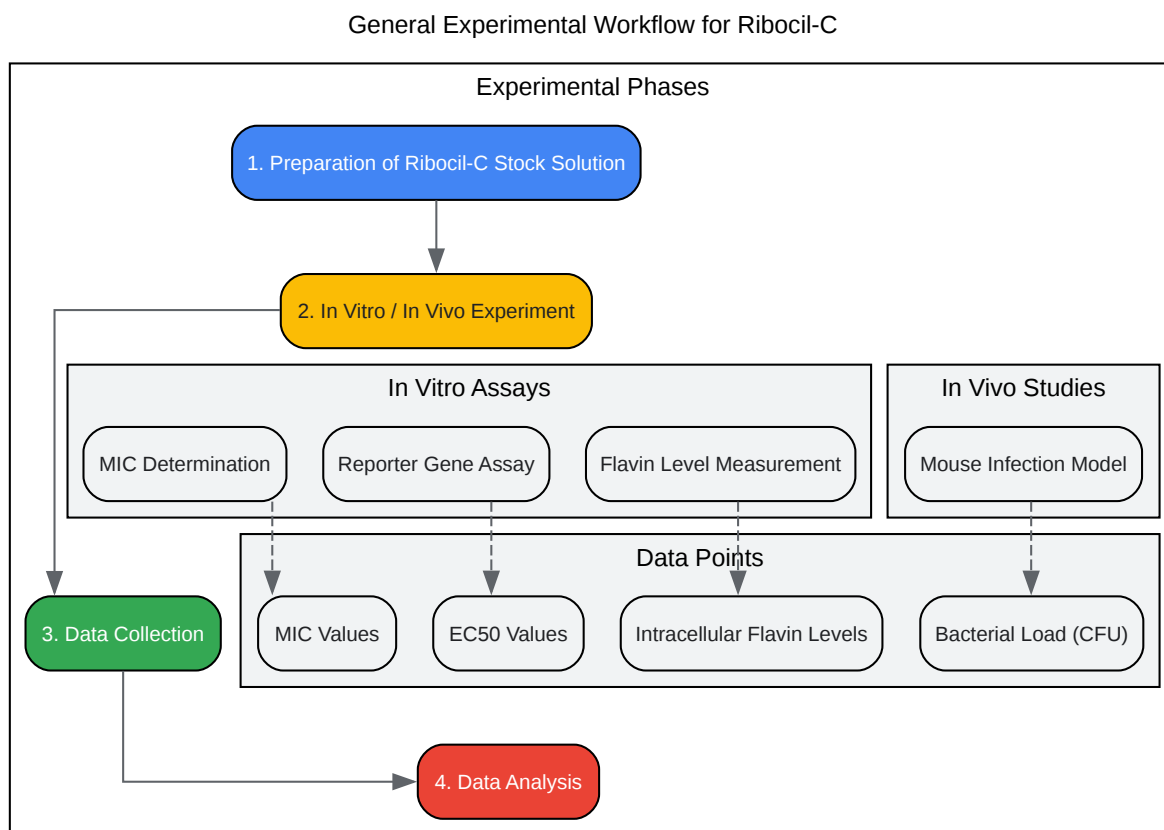 General Experimental Workflow for Ribocil-C
Experimental Phases
1. Preparation of Ribocil-C Stock Solution
2. In Vitro / In Vivo Experiment
In Vitro Assays
In Vivo Studies
MIC Determination
Reporter Gene Assay
Flavin Level Measurement
Mouse Infection Model
Data Points
3. Data Collection
MIC Values
EC50 Values
Intracellular Flavin Levels
Bacterial Load (CFU)
4. Data Analysis